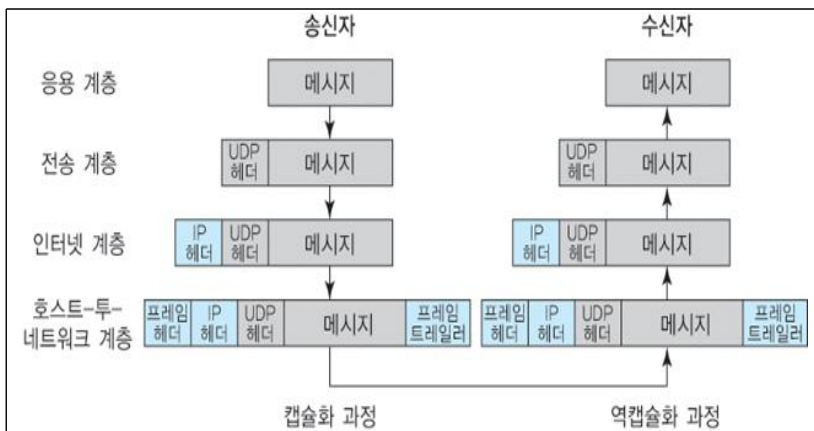 송신자 수신자
응용 계층 메시지 메시지
전송 계층 UDP 헤더 메시지 UDP 헤더 메시지
인터넷 계층 IP 헤더 UDP 헤더 메시지 IP 헤더 UDP 헤더 메시지
호스트-투-
네트워크 계층 프레임 헤더 IP 헤더 UDP 헤더 메시지 프레임 트레일러 프레임 헤더 IP 헤더 UDP 헤더 메시지 프레임 트레일러
캡슐화 과정 역캡슐화 과정